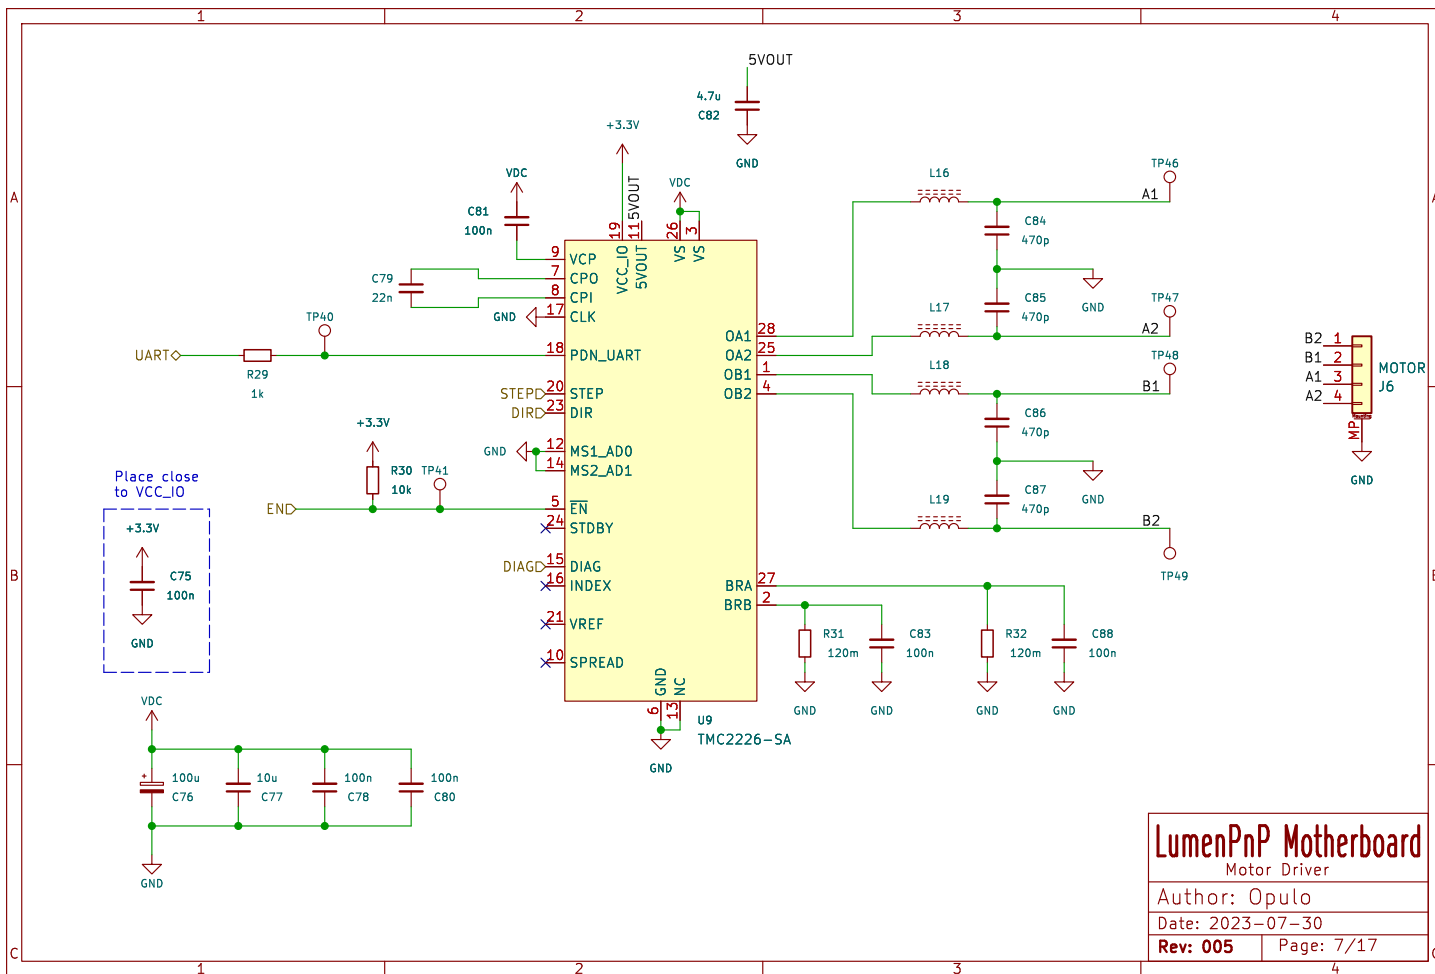 1 2 3 4
A
B
C
A
1 2 3 4
5VOUT
4.7u
C82
GND
+3.3V
VDC
C81
100n
5VOUT
VDC
19
11
26
3
VCC_IO
5VOUT
VS
VS
9 VCP
7 CPO
8 CPI
GND 17 CLK
C79
22n
TP40
UART
R29
1k
18 PDN_UART
STEP 20 STEP
DIR 23 DIR
GND 12 MS1_AD0
14 MS2_AD1
+3.3V
R30
10k
TP41
EN
5 EN
24 STDBY
DIAG 15 DIAG
16 INDEX
21 VREF
10 SPREAD
GND
NC
6
13
U9
TMC2226-SA
GND
OA1 28
OA2 25
OB1 1
OB2 4
BRA 27
BRB 2
L16
A1
TP46
C84
470p
GND
C85
470p
L17
A2
TP47
L18
B1
TP48
C86
470p
GND
C87
470p
L19
B2
TP49
R31
120m
GND
C83
100n
GND
R32
120m
GND
C88
100n
GND
B2 1
B1 2
A1 3
A2 4
MOTOR
J6
MP
GND
Place close
to VCC_IO
+3.3V
C75
100n
GND
VDC
100u
C76
10u
C77
100n
C78
100n
C80
GND
LumenPnP Motherboard
Motor Driver
Author: Opulo
Date: 2023-07-30
Rev: 005
Page: 7/17